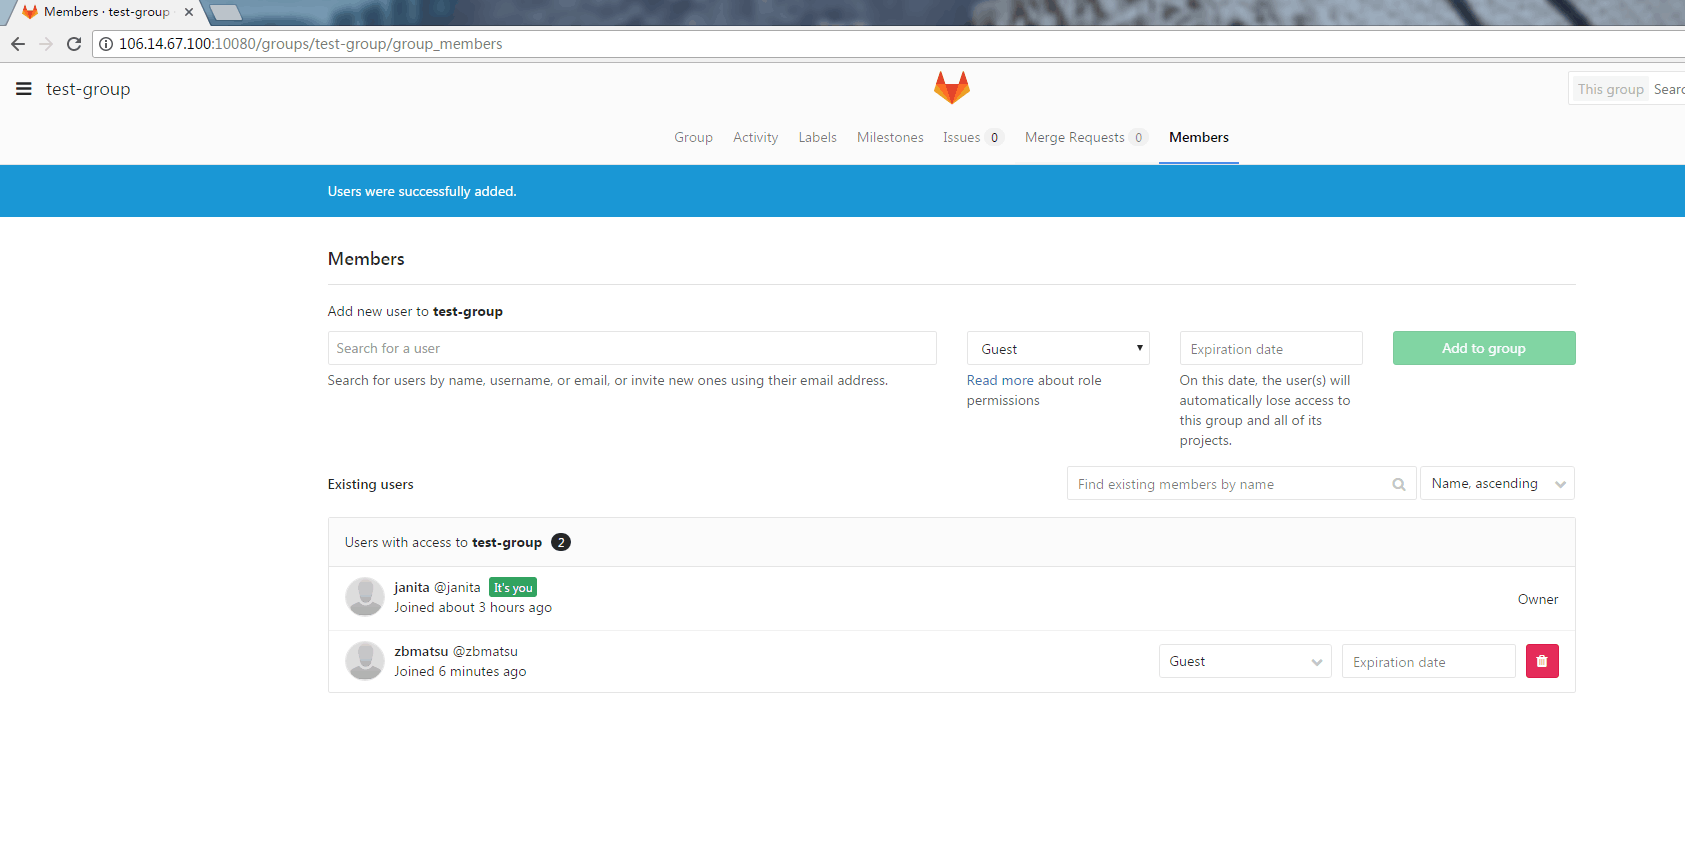 Members · test-group
106.14.67.100:10080/groups/test-group/group_members
test-group
This group Searc
Group Activity Labels Milestones Issues 0 Merge Requests 0 Members
Users were successfully added.
Members
Add new user to test-group
Search for a user
Guest
Expiration date
Add to group
Search for users by name, username, or email, or invite new ones using their email address.
Read more about role
permissions
On this date, the user(s) will
automatically lose access to
this group and all of its
projects.
Existing users
Find existing members by name
Name, ascending
Users with access to test-group 2
janita @janita It's you
Joined about 3 hours ago
Owner
zbmatsu @zbmatsu
Joined 6 minutes ago
Guest
Expiration date